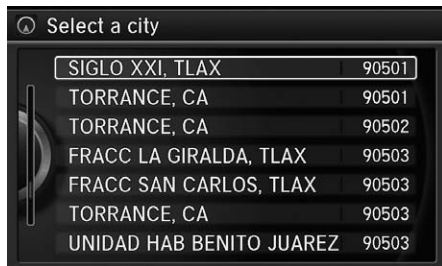 Select a city
SIGLO XXI, TLAX 90501
TORRANCE, CA 90501
TORRANCE, CA 90502
FRACC LA GIRALDA, TLAX 90503
FRACC SAN CARLOS, TLAX 90503
TORRANCE, CA 90503
UNIDAD HAB BENITO JUAREZ 90503